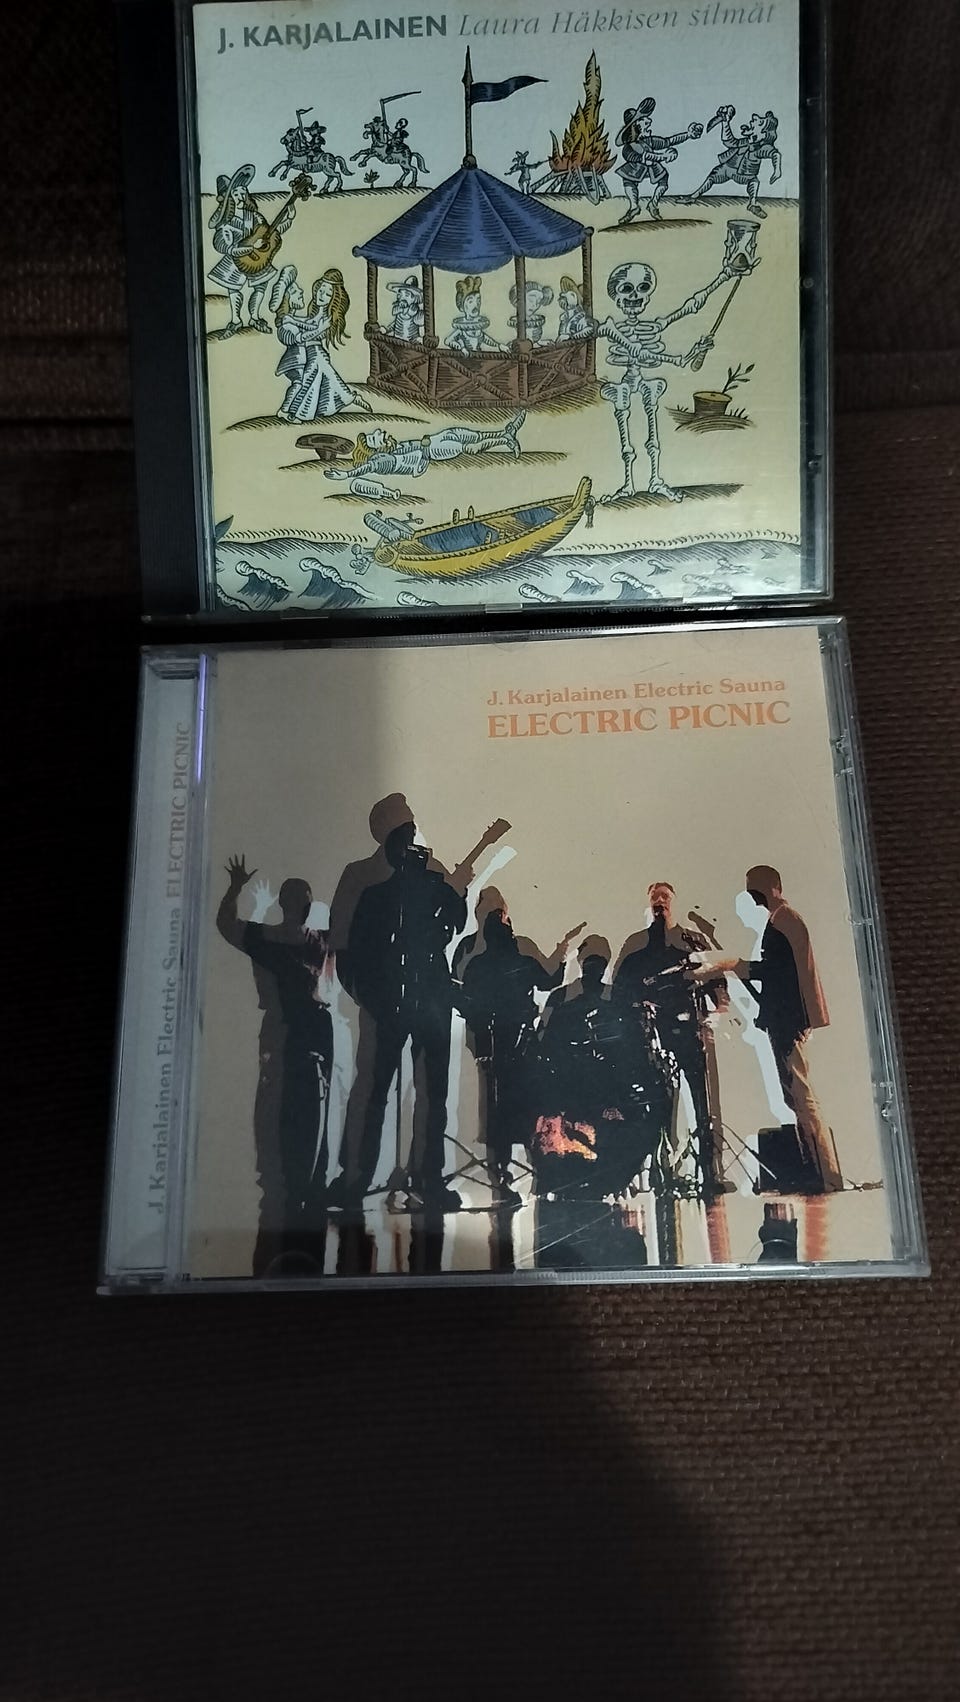 J. KARJALAINEN Laura Häkkisen silmät
J. Karjalainen Electric Sauna
ELECTRIC PICNIC
J. Karjalainen Electric Sauna ELECTRIC PICNIC